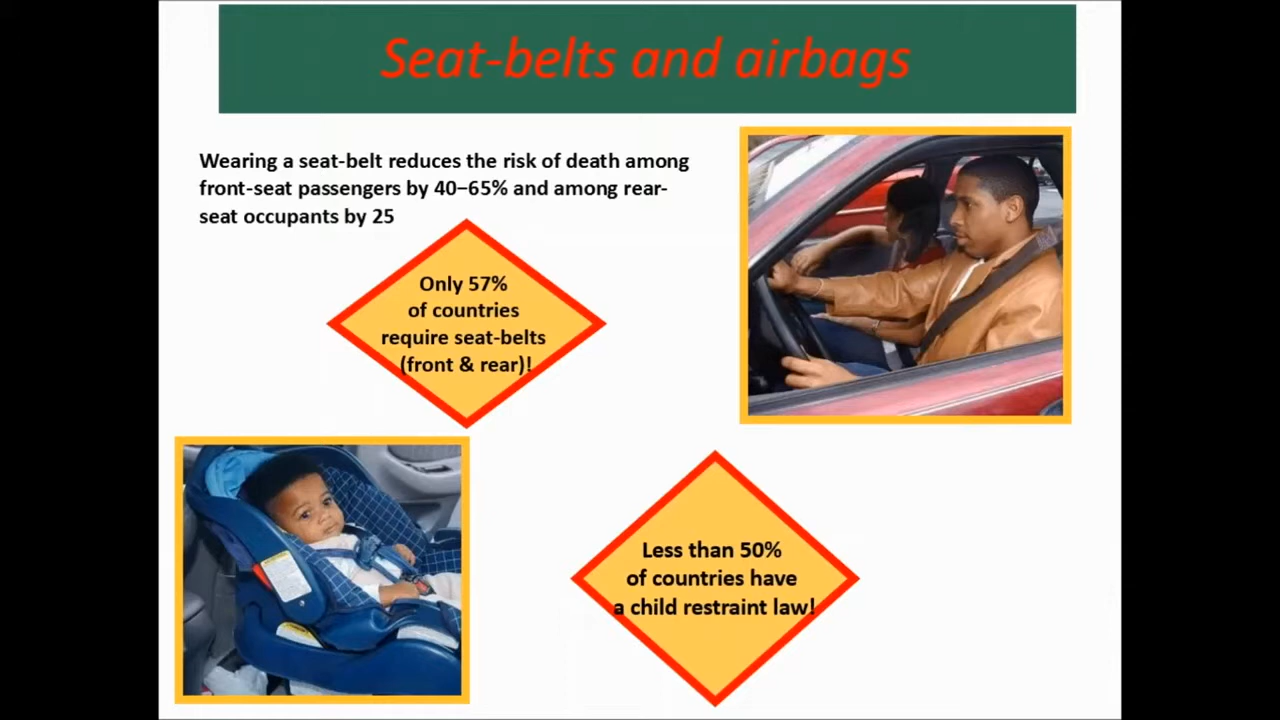 Seat-belts and airbags
Wearing a seat-belt reduces the risk of death among
front-seat passengers by 40–65% and among rear-
seat occupants by 25
Only 57%
of countries
require seat-belts
(front & rear)!
Less than 50%
of countries have
a child restraint law!